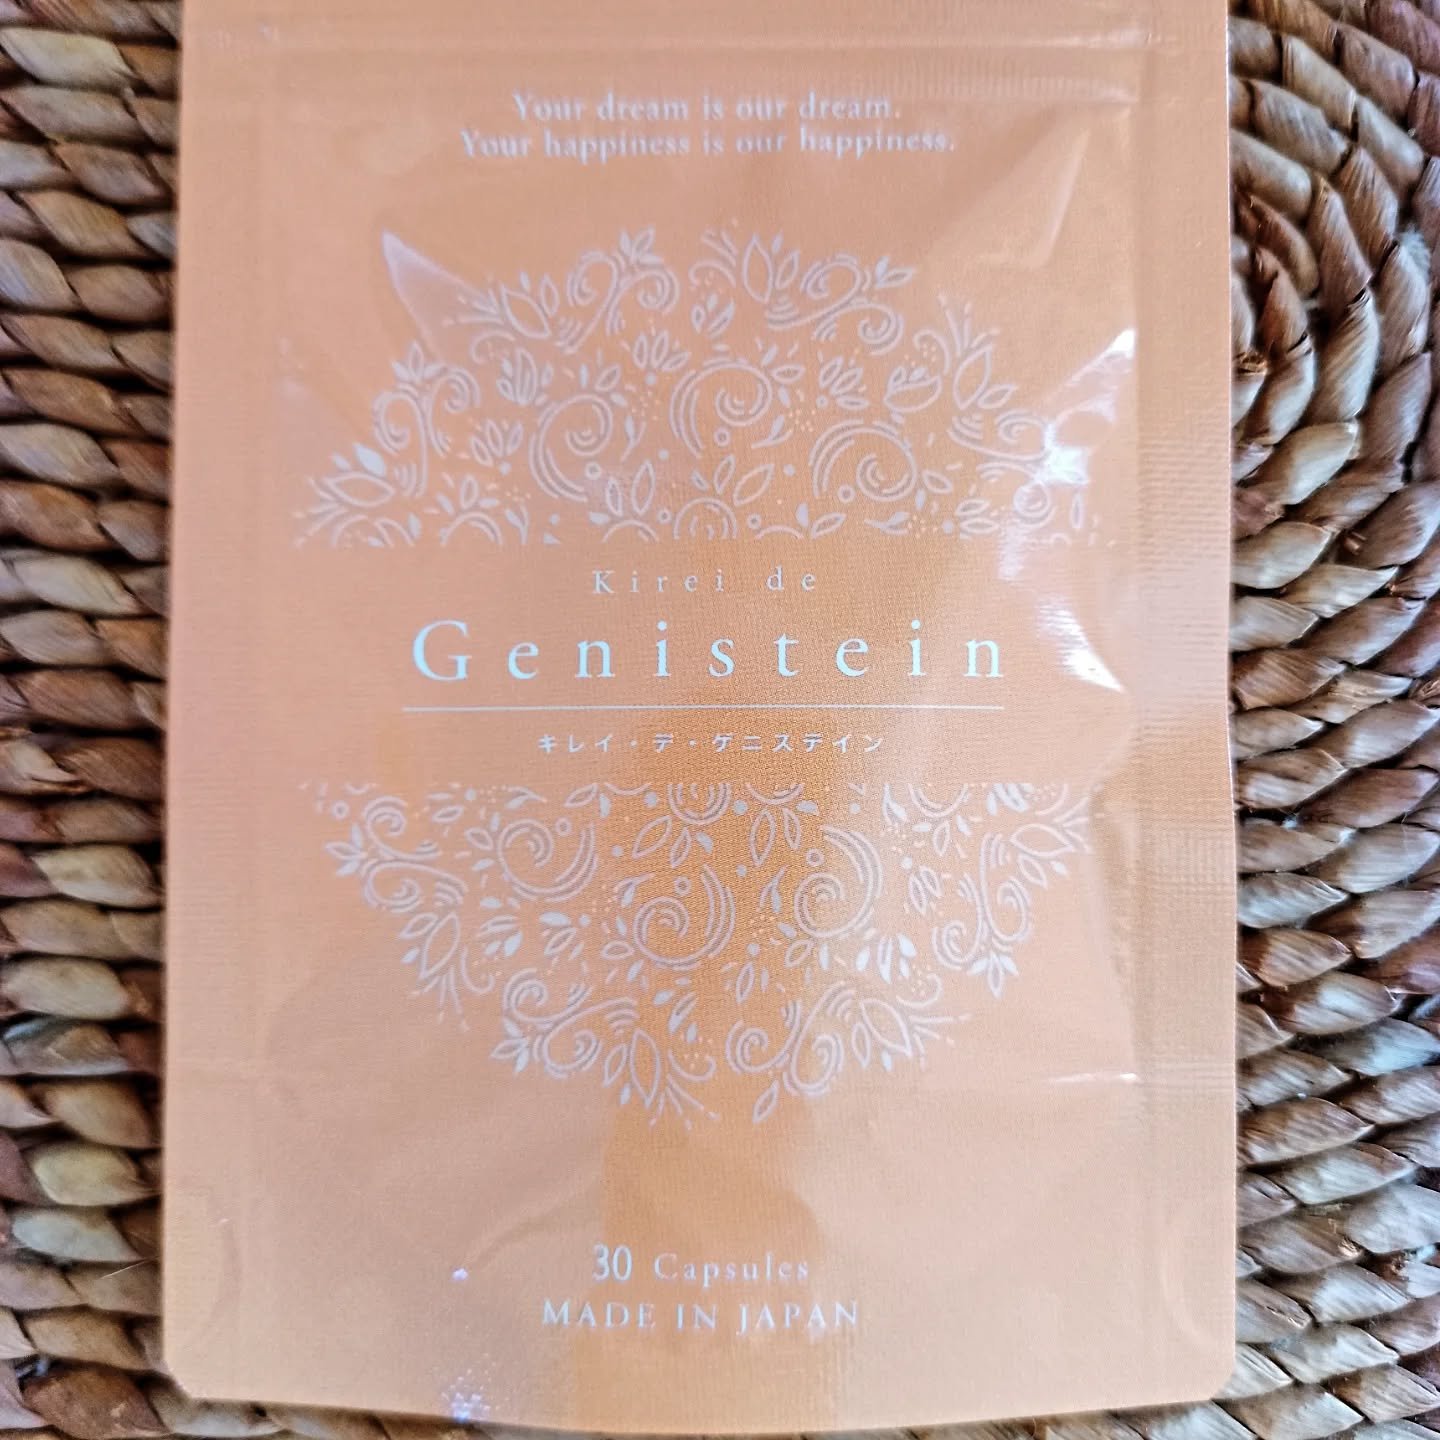 Your dream is our dream.
Your happiness is our happiness.
Kirei de
Genistein
キレイ・デ・ゲニステイン
30 Capsules
MADE IN JAPAN